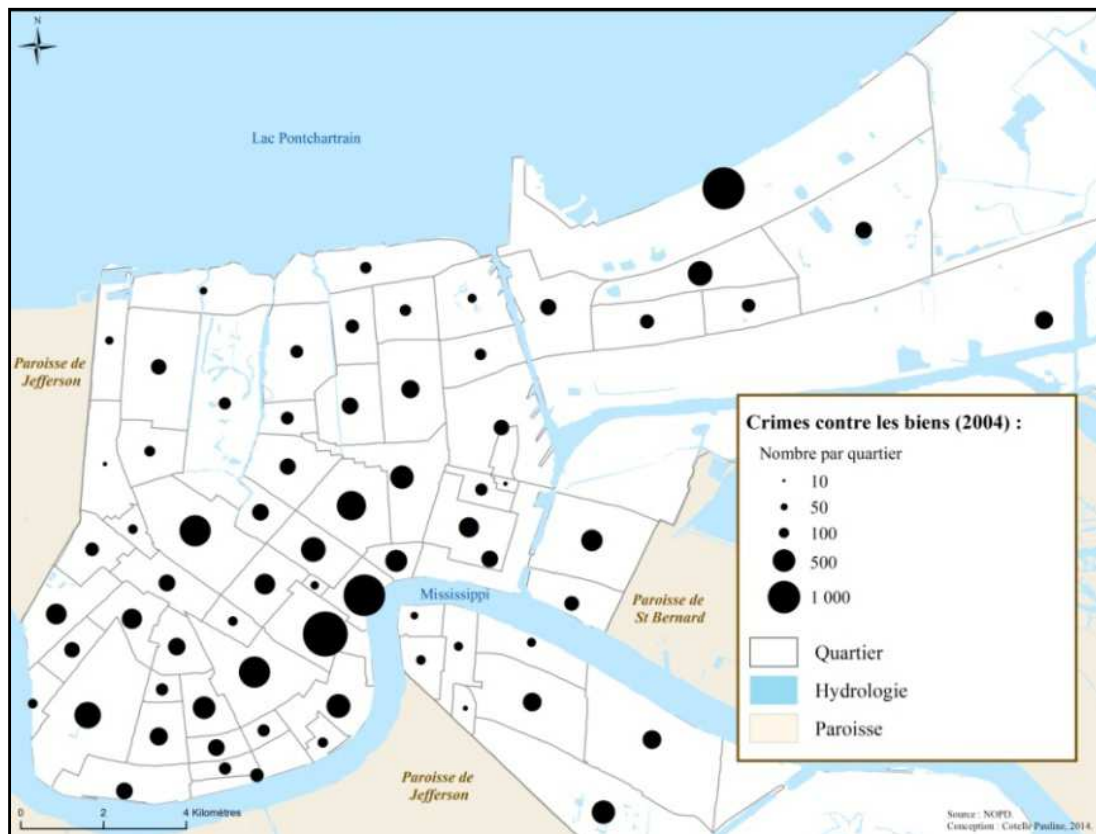 N
Lac Pontchartrain
Paroisse de
Jefferson
Mississippi
Paroisse de
St Bernard
Paroisse de
Jefferson
Crimes contre les biens (2004) :
Nombre par quartier
10
50
100
500
1 000
Quartier
Hydrologie
Paroisse
0 2 4 Kilomètres
Source : NOPD.
Conception : Cotelle Pauline, 2014.